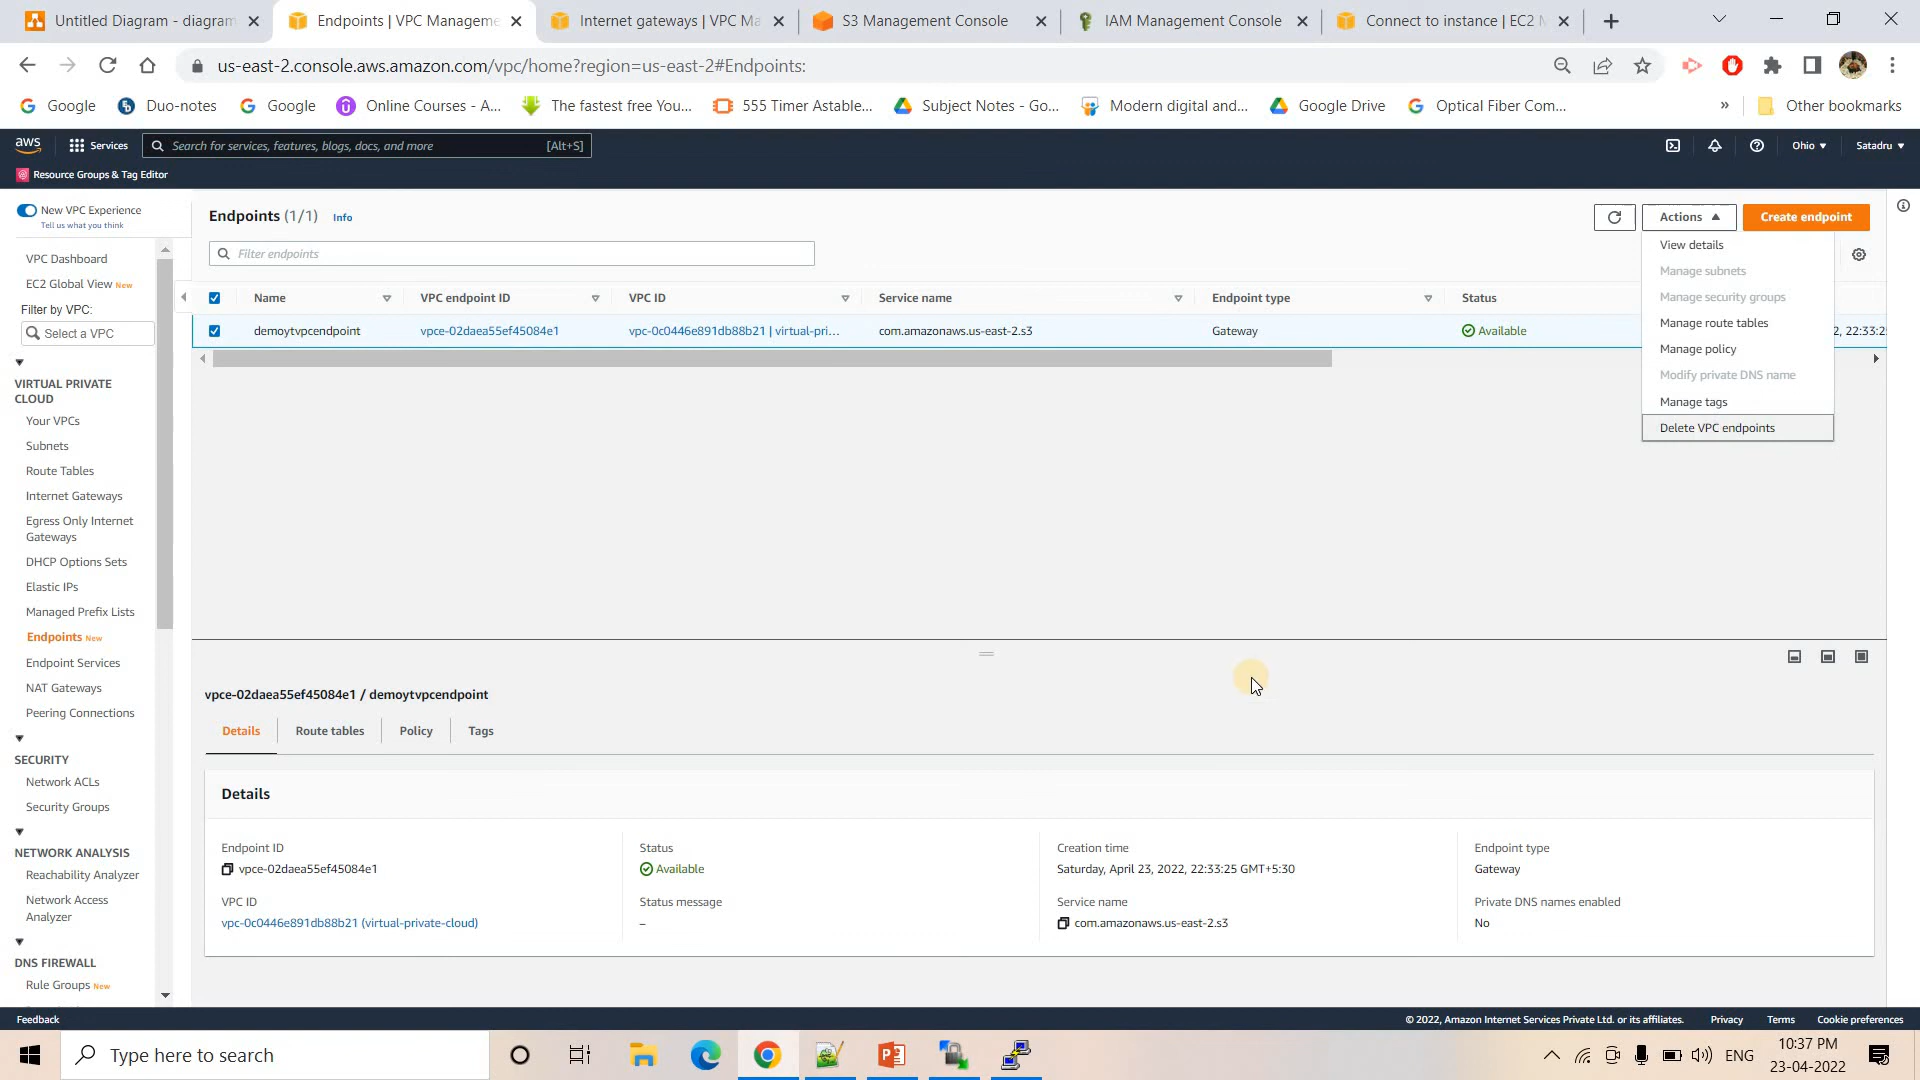 Untitled Diagram - diagram
Endpoints | VPC Manageme
Internet gateways | VPC Ma
S3 Management Console
IAM Management Console
Connect to instance | EC2 M
us-east-2.console.aws.amazon.com/vpc/home?region=us-east-2#Endpoints:
Google
Duo-notes
Google
Online Courses - A...
The fastest free You...
555 Timer Astable...
Subject Notes - Go...
Modern digital and...
Google Drive
Optical Fiber Com...
»
Other bookmarks
aws
Services
Search for services, features, blogs, docs, and more
[Alt+S]
Ohio
Satadru
Resource Groups & Tag Editor
New VPC Experience
Tell us what you think
VPC Dashboard
EC2 Global View New
Filter by VPC:
Select a VPC
VIRTUAL PRIVATE
CLOUD
Your VPCs
Subnets
Route Tables
Internet Gateways
Egress Only Internet
Gateways
DHCP Options Sets
Elastic IPs
Managed Prefix Lists
Endpoints New
Endpoint Services
NAT Gateways
Peering Connections
SECURITY
Network ACLs
Security Groups
NETWORK ANALYSIS
Reachability Analyzer
Network Access
Analyzer
DNS FIREWALL
Rule Groups New
Endpoints (1/1)
Info
Actions
Create endpoint
Filter endpoints
View details
Manage subnets
Manage security groups
Manage route tables
Manage policy
Modify private DNS name
Manage tags
Delete VPC endpoints
Name
VPC endpoint ID
VPC ID
Service name
Endpoint type
Status
demoytvpcendpoint
vpce-02daea55ef45084e1
vpc-0c0446e891db88b21 | virtual-pri...
com.amazonaws.us-east-2.s3
Gateway
Available
2, 22:33:2
vpce-02daea55ef45084e1 / demoytvpcendpoint
Details
Route tables
Policy
Tags
Details
Endpoint ID
vpce-02daea55ef45084e1
Status
Available
Creation time
Saturday, April 23, 2022, 22:33:25 GMT+5:30
Endpoint type
Gateway
VPC ID
vpc-0c0446e891db88b21 (virtual-private-cloud)
Status message
–
Service name
com.amazonaws.us-east-2.s3
Private DNS names enabled
No
Feedback
© 2022, Amazon Internet Services Private Ltd. or its affiliates.
Privacy
Terms
Cookie preferences
Type here to search
ENG
10:37 PM
23-04-2022